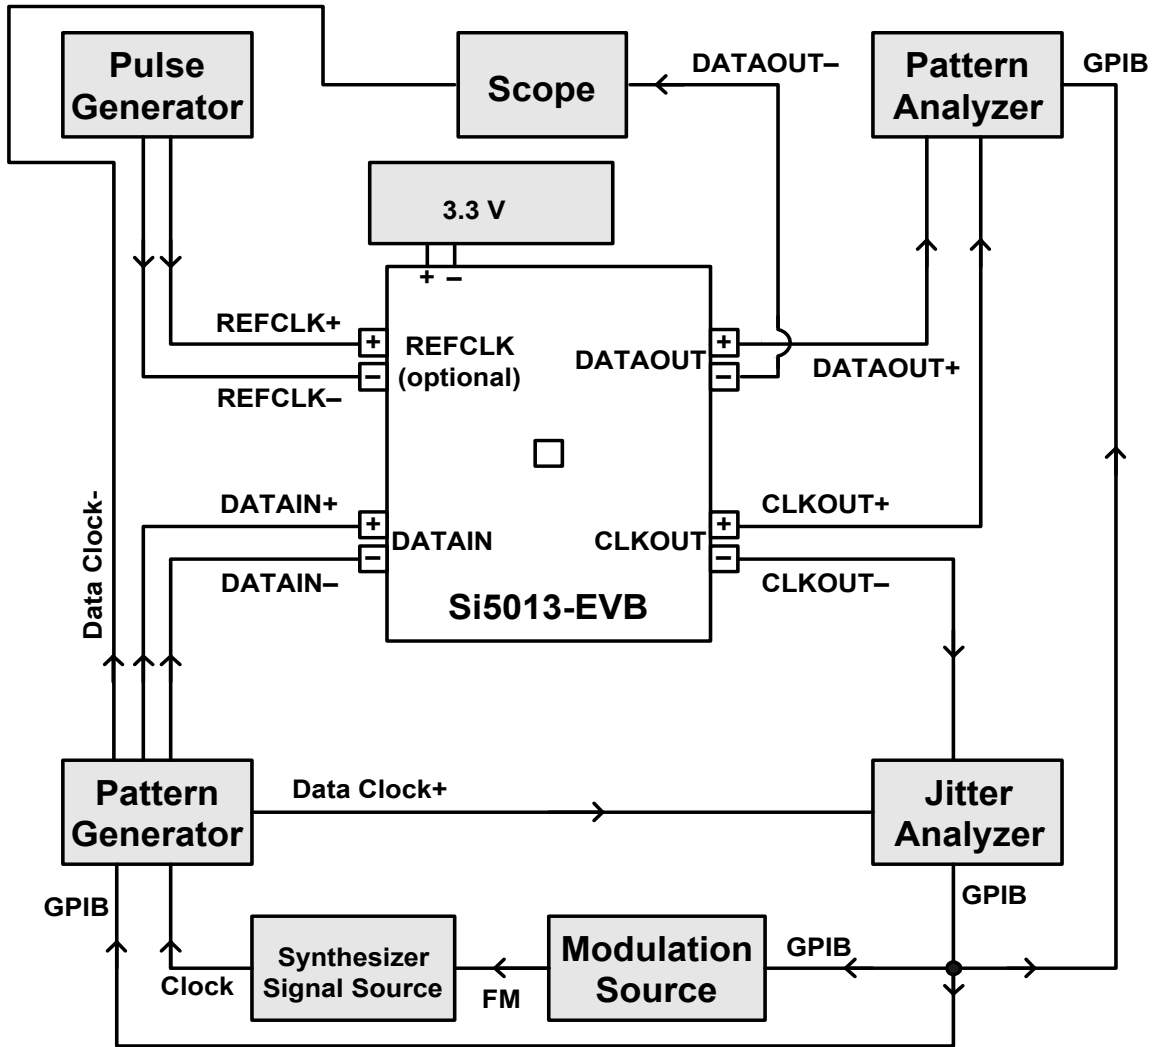 Pulse
Generator
Scope
DATAOUT–
Pattern
Analyzer
GPIB
3.3 V
+
–
REFCLK+
+
REFCLK
(optional)
–
REFCLK–
DATAOUT
+
–
DATAOUT+
Data Clock-
DATAIN+
+
DATAIN
–
DATAIN–
CLKOUT+
+
CLKOUT
–
CLKOUT–
Si5013-EVB
Pattern
Generator
Data Clock+
Jitter
Analyzer
GPIB
GPIB
Clock
Synthesizer
Signal Source
FM
Modulation
Source
GPIB